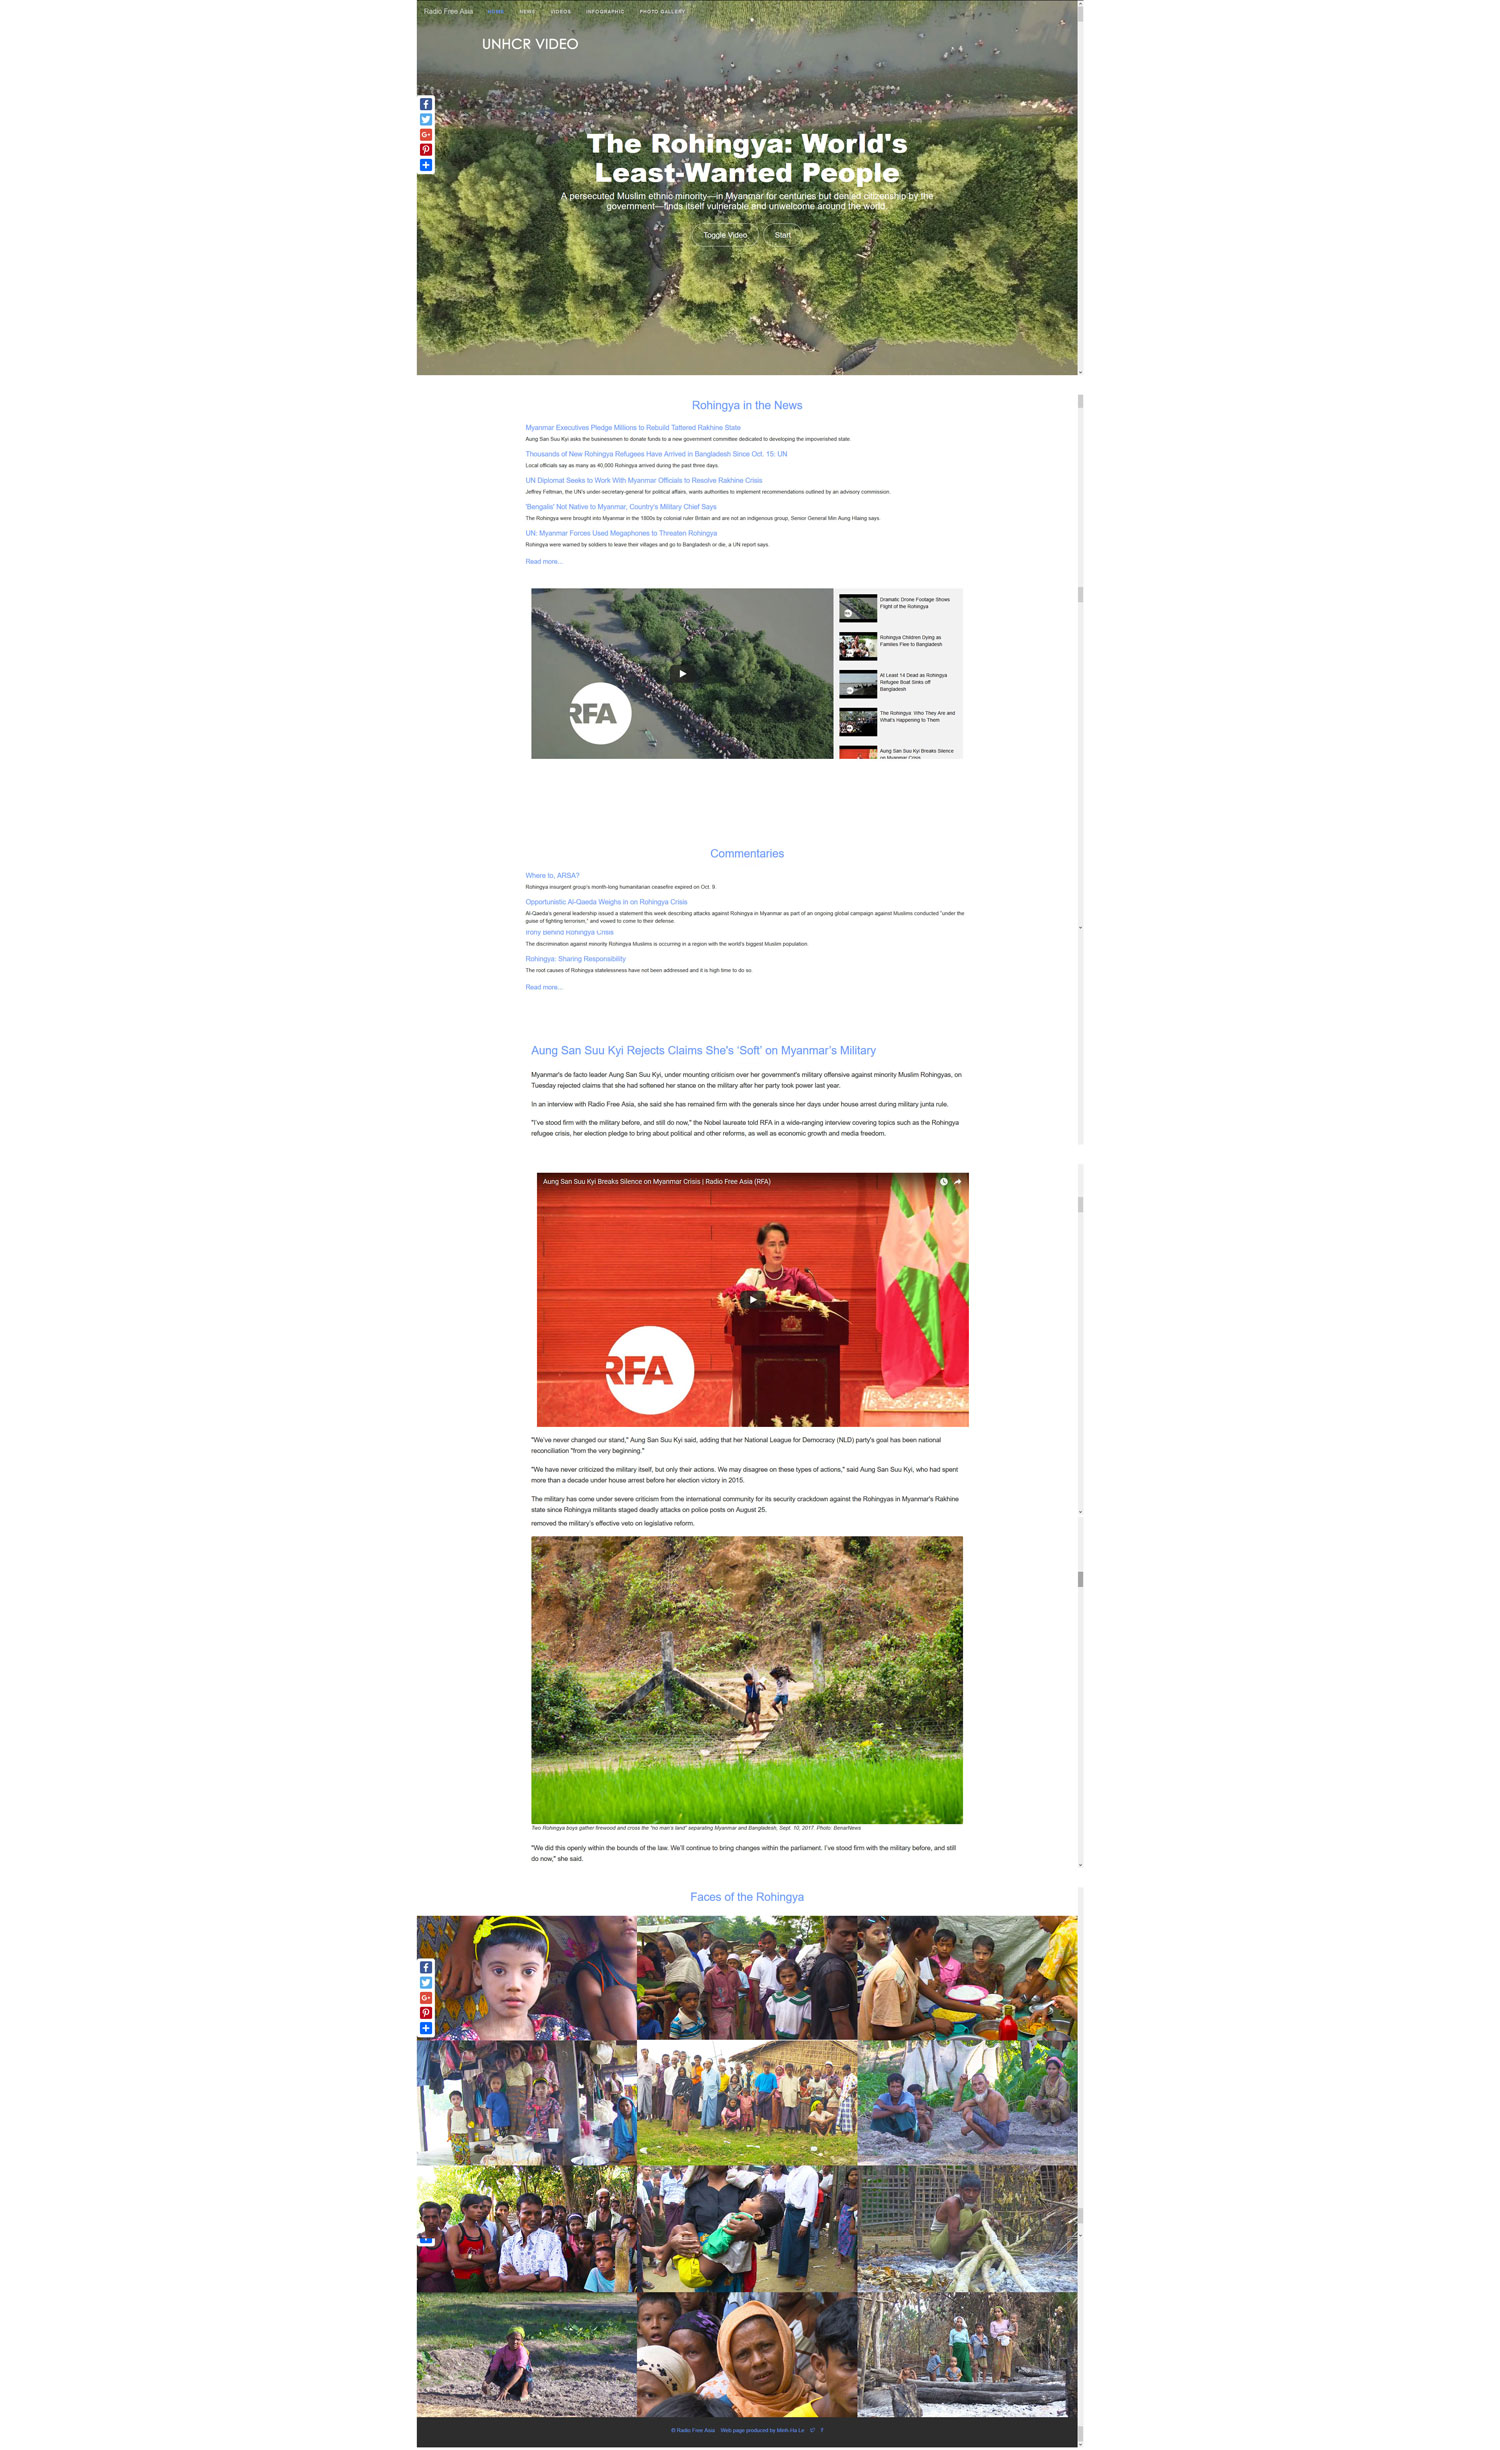 Radio Free Asia HOME NEWS VIDEOS INFOGRAPHIC PHOTO GALLERY
UNHCR VIDEO
The Rohingya: World's
Least-Wanted People
A persecuted Muslim ethnic minority—in Myanmar for centuries but denied citizenship by the
government—finds itself vulnerable and unwelcome around the world.
Toggle Video Start
Rohingya in the News
Myanmar Executives Pledge Millions to Rebuild Tattered Rakhine State
Aung San Suu Kyi asks the businessmen to donate funds to a new government committee dedicated to developing the impoverished state.
Thousands of New Rohingya Refugees Have Arrived in Bangladesh Since Oct. 15: UN
Local officials say as many as 40,000 Rohingya arrived during the past three days.
UN Diplomat Seeks to Work With Myanmar Officials to Resolve Rakhine Crisis
Jeffrey Feltman, the UN's under-secretary-general for political affairs, wants authorities to implement recommendations outlined by an advisory commission.
'Bengalis' Not Native to Myanmar, Country's Military Chief Says
The Rohingya were brought into Myanmar in the 1800s by colonial ruler Britain and are not an indigenous group, Senior General Min Aung Hlaing says.
UN: Myanmar Forces Used Megaphones to Threaten Rohingya
Rohingya were warned by soldiers to leave their villages and go to Bangladesh or die, a UN report says.
Read more...
RFA
Dramatic Drone Footage Shows
Flight of the Rohingya
Rohingya Children Dying as
Families Flee to Bangladesh
At Least 14 Dead as Rohingya
Refugee Boat Sinks off
Bangladesh
The Rohingya: Who They Are and
What's Happening to Them
Aung San Suu Kyi Breaks Silence
on Myanmar Crisis
Commentaries
Where to, ARSA?
Rohingya insurgent group's month-long humanitarian ceasefire expired on Oct. 9.
Opportunistic Al-Qaeda Weighs in on Rohingya Crisis
Al-Qaeda's general leadership issued a statement this week describing attacks against Rohingya in Myanmar as part of an ongoing global campaign against Muslims conducted "under the
guise of fighting terrorism," and vowed to come to their defense.
Irony Behind Rohingya Crisis
The discrimination against minority Rohingya Muslims is occurring in a region with the world's biggest Muslim population.
Rohingya: Sharing Responsibility
The root causes of Rohingya statelessness have not been addressed and it is high time to do so.
Read more...
Aung San Suu Kyi Rejects Claims She's 'Soft' on Myanmar's Military
Myanmar's de facto leader Aung San Suu Kyi, under mounting criticism over her government's military offensive against minority Muslim Rohingyas, on
Tuesday rejected claims that she had softened her stance on the military after her party took power last year.
In an interview with Radio Free Asia, she said she has remained firm with the generals since her days under house arrest during military junta rule.
"I've stood firm with the military before, and still do now," the Nobel laureate told RFA in a wide-ranging interview covering topics such as the Rohingya
refugee crisis, her election pledge to bring about political and other reforms, as well as economic growth and media freedom.
Aung San Suu Kyi Breaks Silence on Myanmar Crisis | Radio Free Asia (RFA)
RFA
"We've never changed our stand," Aung San Suu Kyi said, adding that her National League for Democracy (NLD) party's goal has been national
reconciliation "from the very beginning."
"We have never criticized the military itself, but only their actions. We may disagree on these types of actions," said Aung San Suu Kyi, who had spent
more than a decade under house arrest before her election victory in 2015.
The military has come under severe criticism from the international community for its security crackdown against the Rohingyas in Myanmar's Rakhine
state since Rohingya militants staged deadly attacks on police posts on August 25.
removed the military's effective veto on legislative reform.
Two Rohingya boys gather firewood and cross the "no man's land" separating Myanmar and Bangladesh, Sept. 10, 2017. Photo: BenarNews
"We did this openly within the bounds of the law. We'll continue to bring changes within the parliament. I've stood firm with the military before, and still
do now," she said.
Faces of the Rohingya
© Radio Free Asia Web page produced by Minh-Ha Le